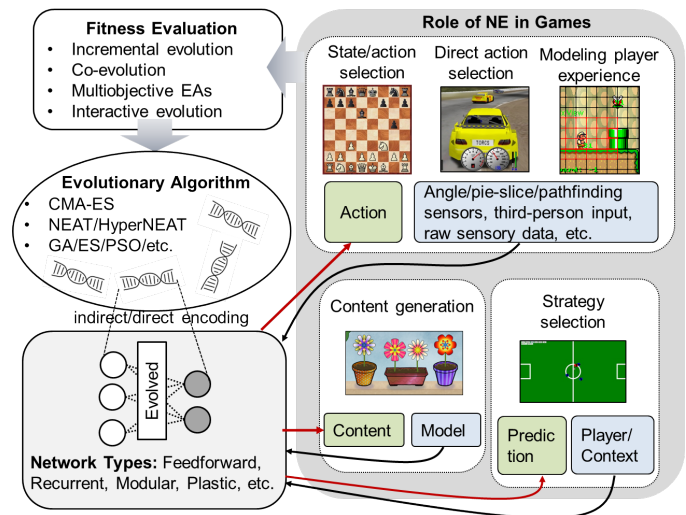 Fitness Evaluation
• Incremental evolution
• Co-evolution
• Multiobjective EAs
• Interactive evolution
Evolutionary Algorithm
• CMA-ES
• NEAT/HyperNEAT
• GA/ES/PSO/etc.
indirect/direct encoding
Evolved
Network Types: Feedforward,
Recurrent, Modular, Plastic, etc.
Role of NE in Games
State/action
selection
Direct action
selection
Modeling player
experience
TORCS
Action
Angle/pie-slice/pathfinding
sensors, third-person input,
raw sensory data, etc.
Content generation
Content
Model
Strategy
selection
Predic
tion
Player/
Context